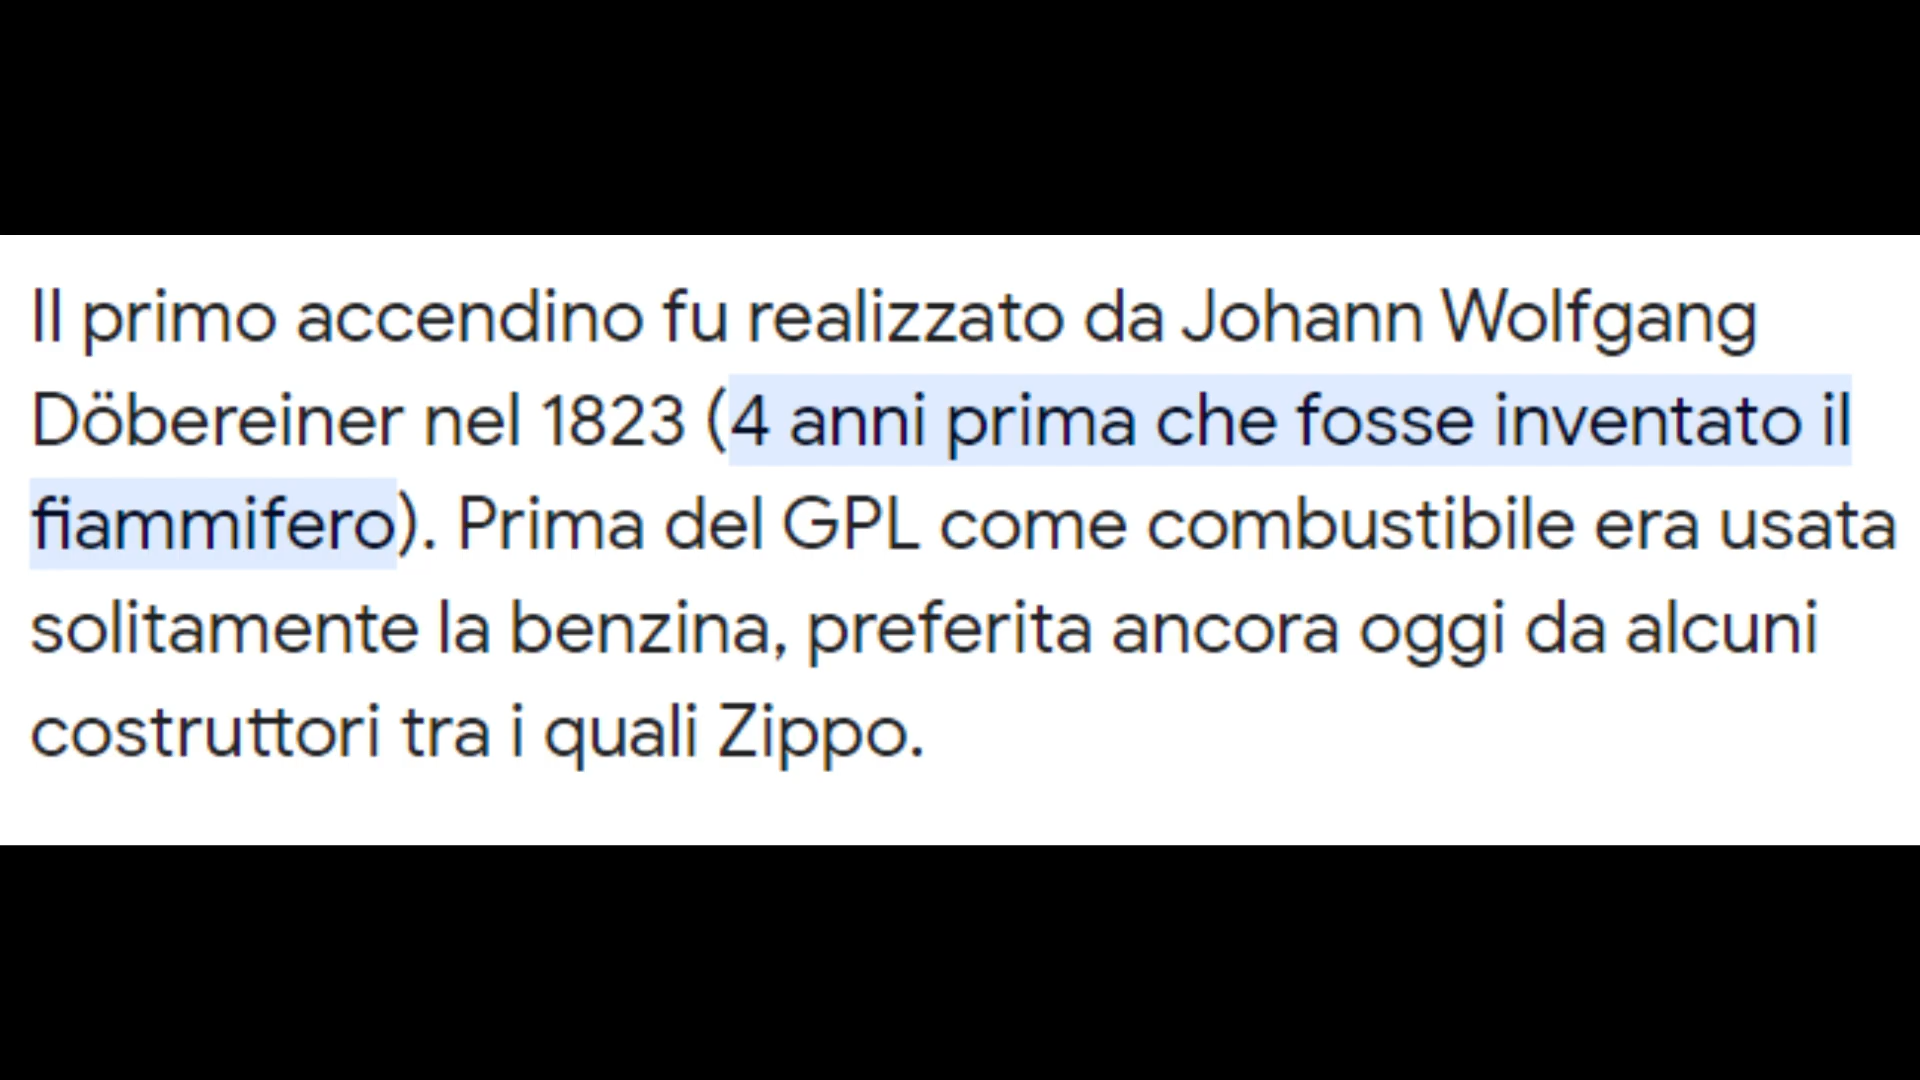 Il primo accendino fu realizzato da Johann Wolfgang
Döbereiner nel 1823 (4 anni prima che fosse inventato il
fiammifero). Prima del GPL come combustibile era usata
solitamente la benzina, preferita ancora oggi da alcuni
costruttori tra i quali Zippo.